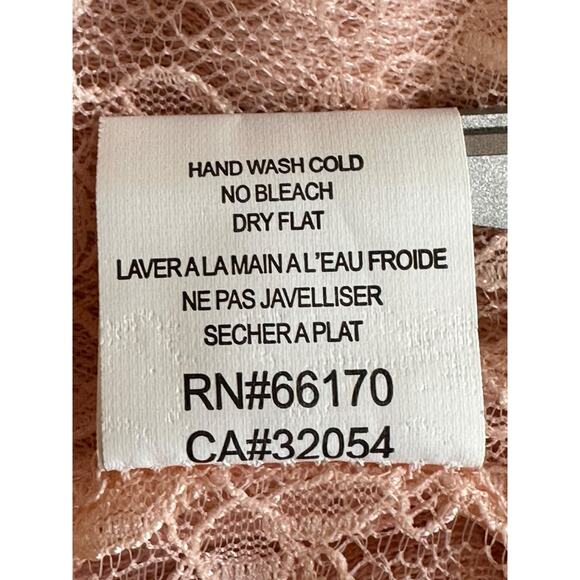 HAND WASH COLD
NO BLEACH
DRY FLAT
LAVER A LA MAIN A L'EAU FROIDE
NE PAS JAVELLISER
SECHER A PLAT
RN#66170
CA#32054